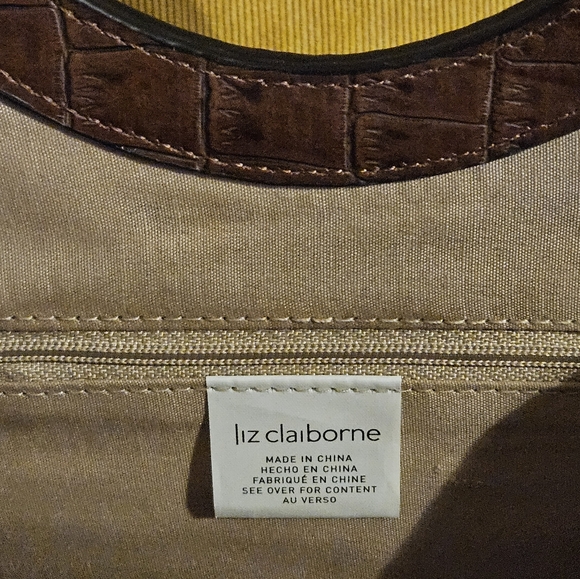 liz claiborne
MADE IN CHINA
HECHO EN CHINA
FABRIQUÉ EN CHINE
SEE OVER FOR CONTENT
AU VERSO